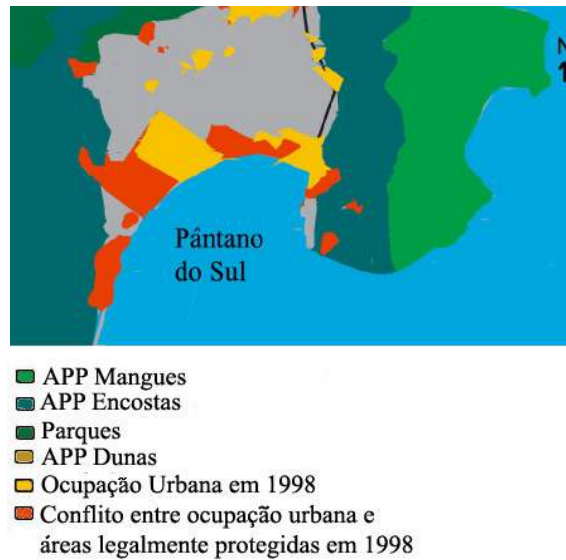 N
Pântano
do Sul
APP Mangues
APP Encostas
Parques
APP Dunas
Ocupação Urbana em 1998
Conflito entre ocupação urbana e
áreas legalmente protegidas em 1998